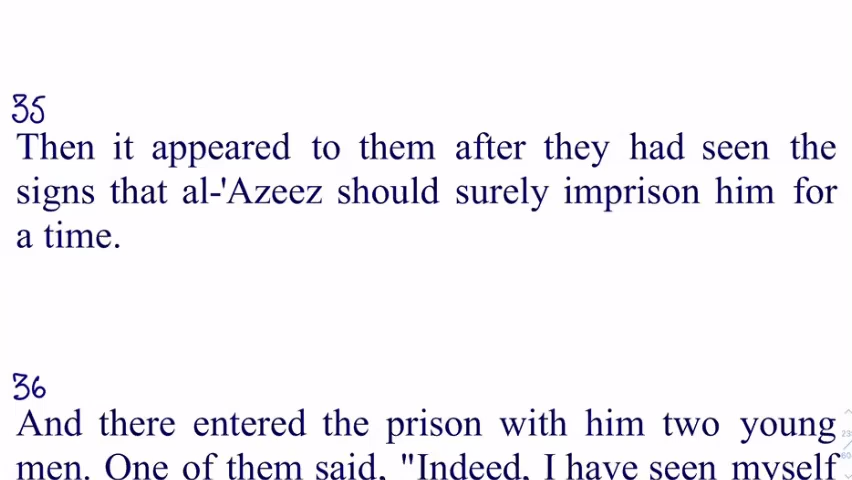 35
Then it appeared to them after they had seen the
signs that al-'Azeez should surely imprison him for
a time.
36
And there entered the prison with him two young
men. One of them said, "Indeed, I have seen myself